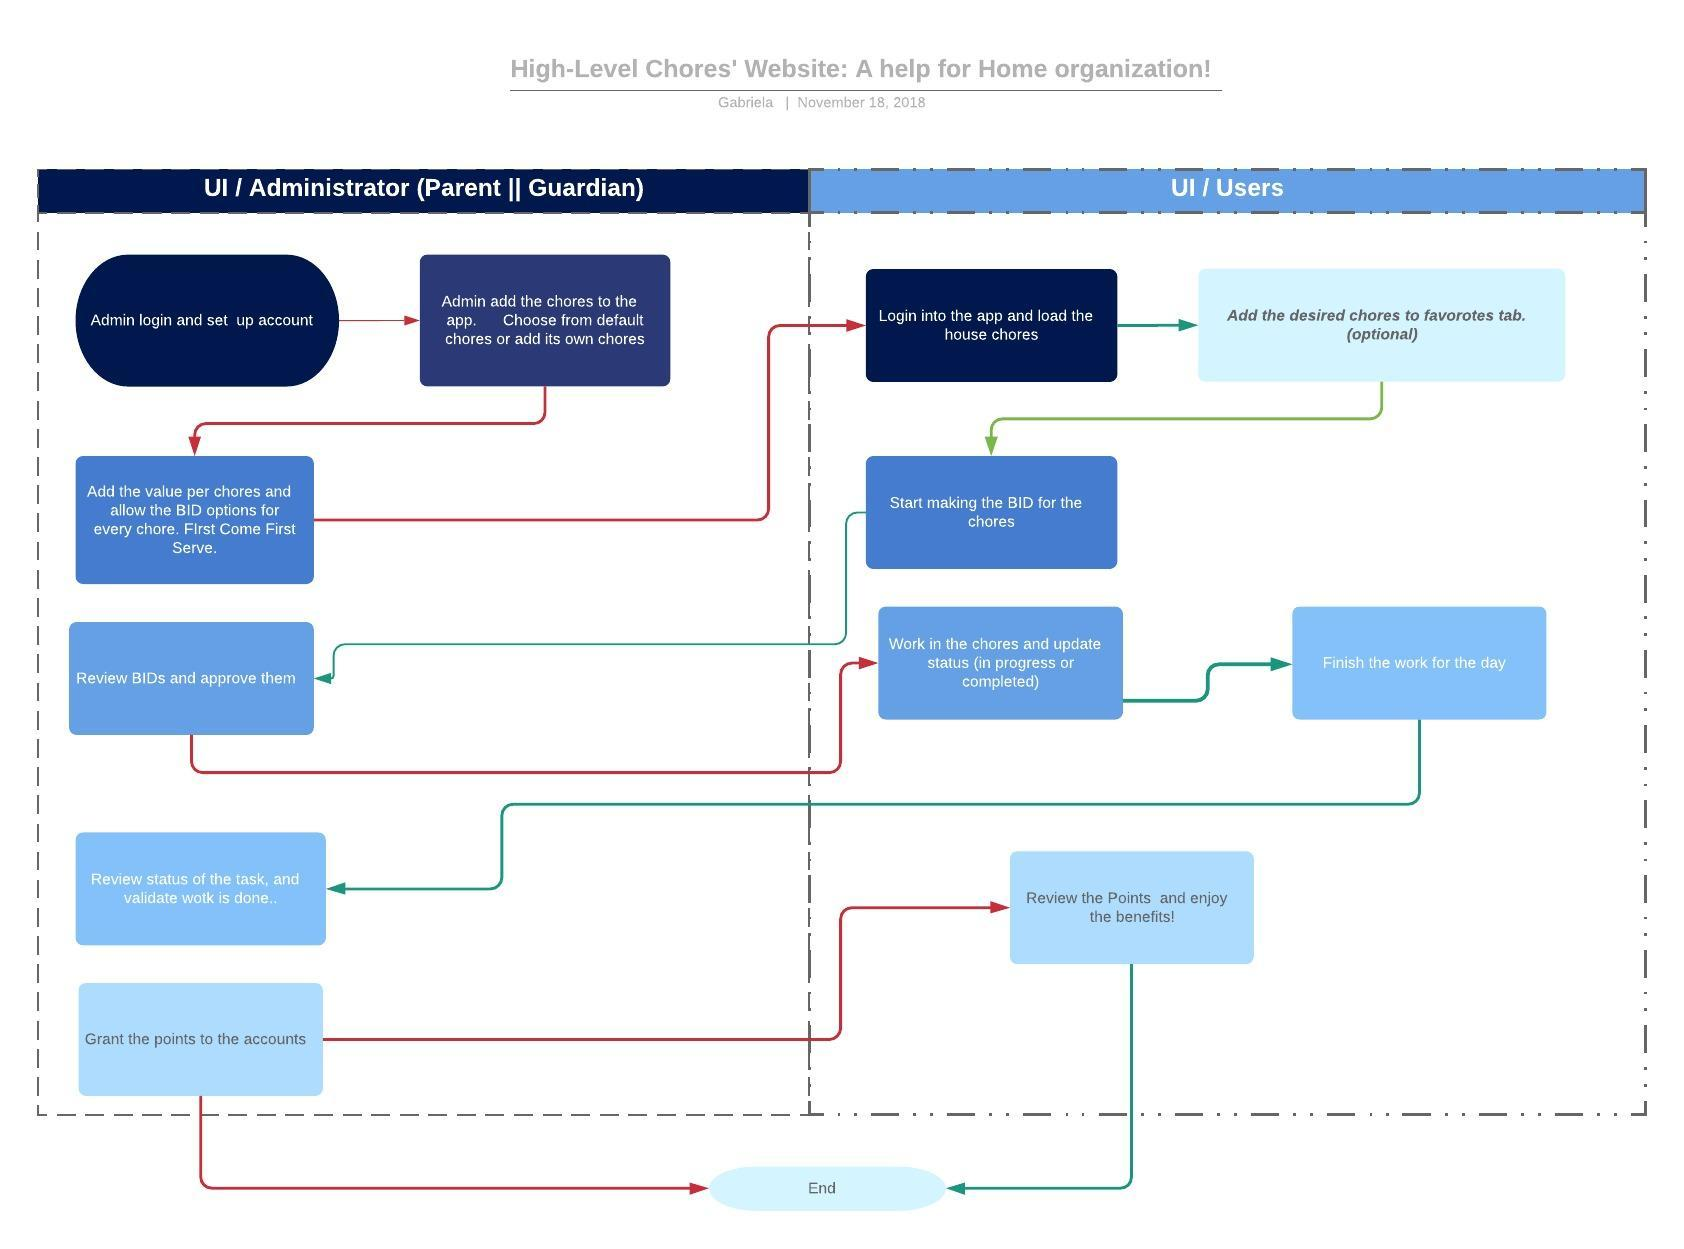 High-Level Chores' Website: A help for Home organization!
Gabriela | November 18, 2018
UI / Administrator (Parent || Guardian)
UI / Users
Admin login and set up account
Admin add the chores to the
app. Choose from default
chores or add its own chores
Login into the app and load the
house chores
Add the desired chores to favorotes tab.
(optional)
Add the value per chores and
allow the BID options for
every chore. FIrst Come First
Serve.
Start making the BID for the
chores
Review BIDs and approve them
Work in the chores and update
status (in progress or
completed)
Finish the work for the day
Review status of the task, and
validate wotk is done..
Review the Points and enjoy
the benefits!
Grant the points to the accounts
End